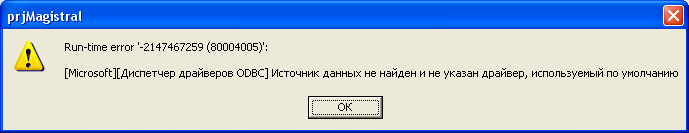 prjMagistral
Run-time error '-2147467259 (80004005)':
[Microsoft][Диспетчер драйверов ODBC] Источник данных не найден и не указан драйвер, используемый по умолчанию
OK